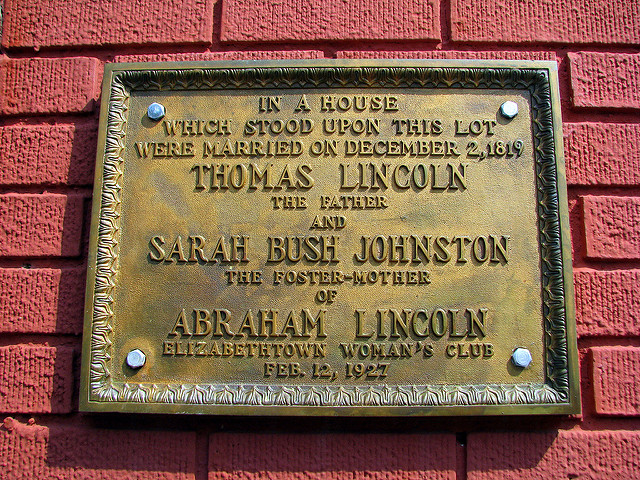 IN A HOUSE
WHICH STOOD UPON THIS LOT
WERE MARRIED ON DECEMBER 2, 1819
THOMAS LINCOLN
THE FATHER
AND
SARAH BUSH JOHNSTON
THE FOSTER-MOTHER
OF
ABRAHAM LINCOLN
ELIZABETHTOWN WOMAN'S CLUB
FEB. 12, 1927